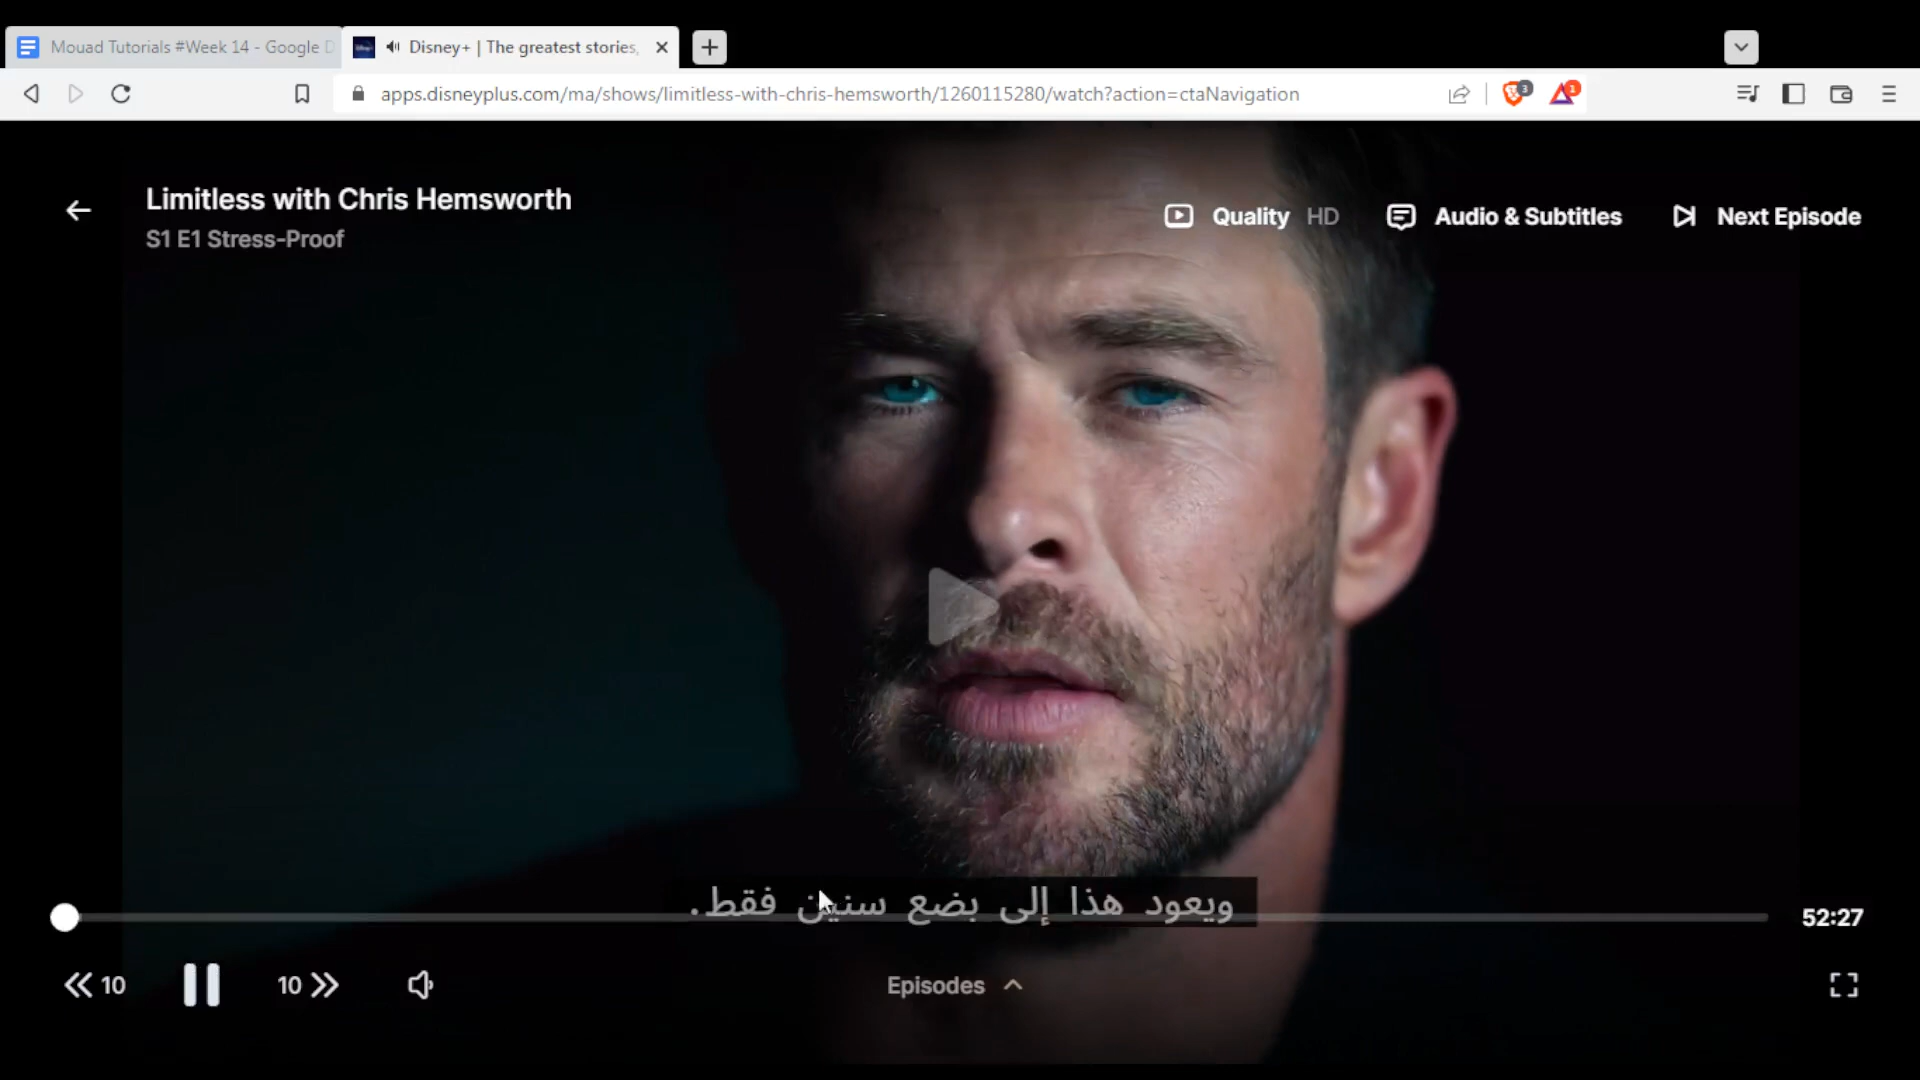 Mouad Tutorials #Week 14 - Google D
Disney+ | The greatest stories,
apps.disneyplus.com/ma/shows/limitless-with-chris-hemsworth/1260115280/watch?action=ctaNavigation
3
1
Limitless with Chris Hemsworth
S1 E1 Stress-Proof
Quality HD
Audio & Subtitles
Next Episode
ويعود هذا إلى بضع سنين فقط.
52:27
10
10
Episodes